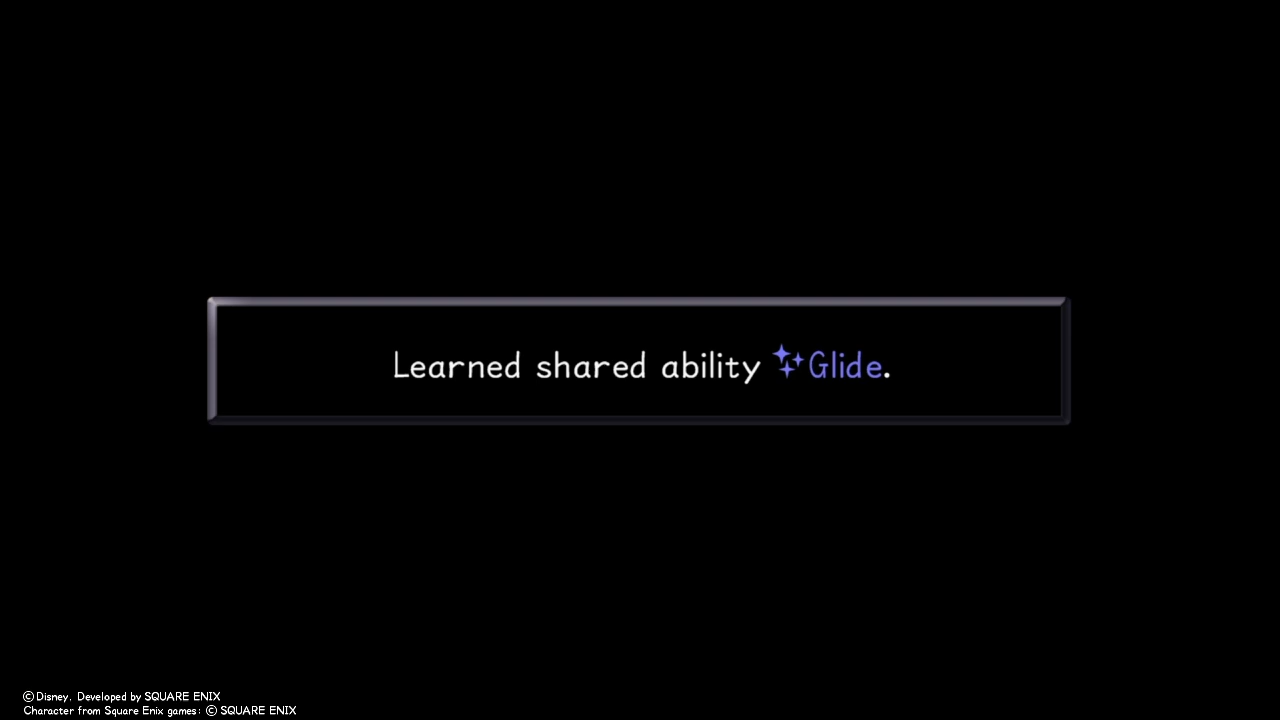 Learned shared ability Glide.
©Disney. Developed by SQUARE ENIX
Character from Square Enix games: © SQUARE ENIX